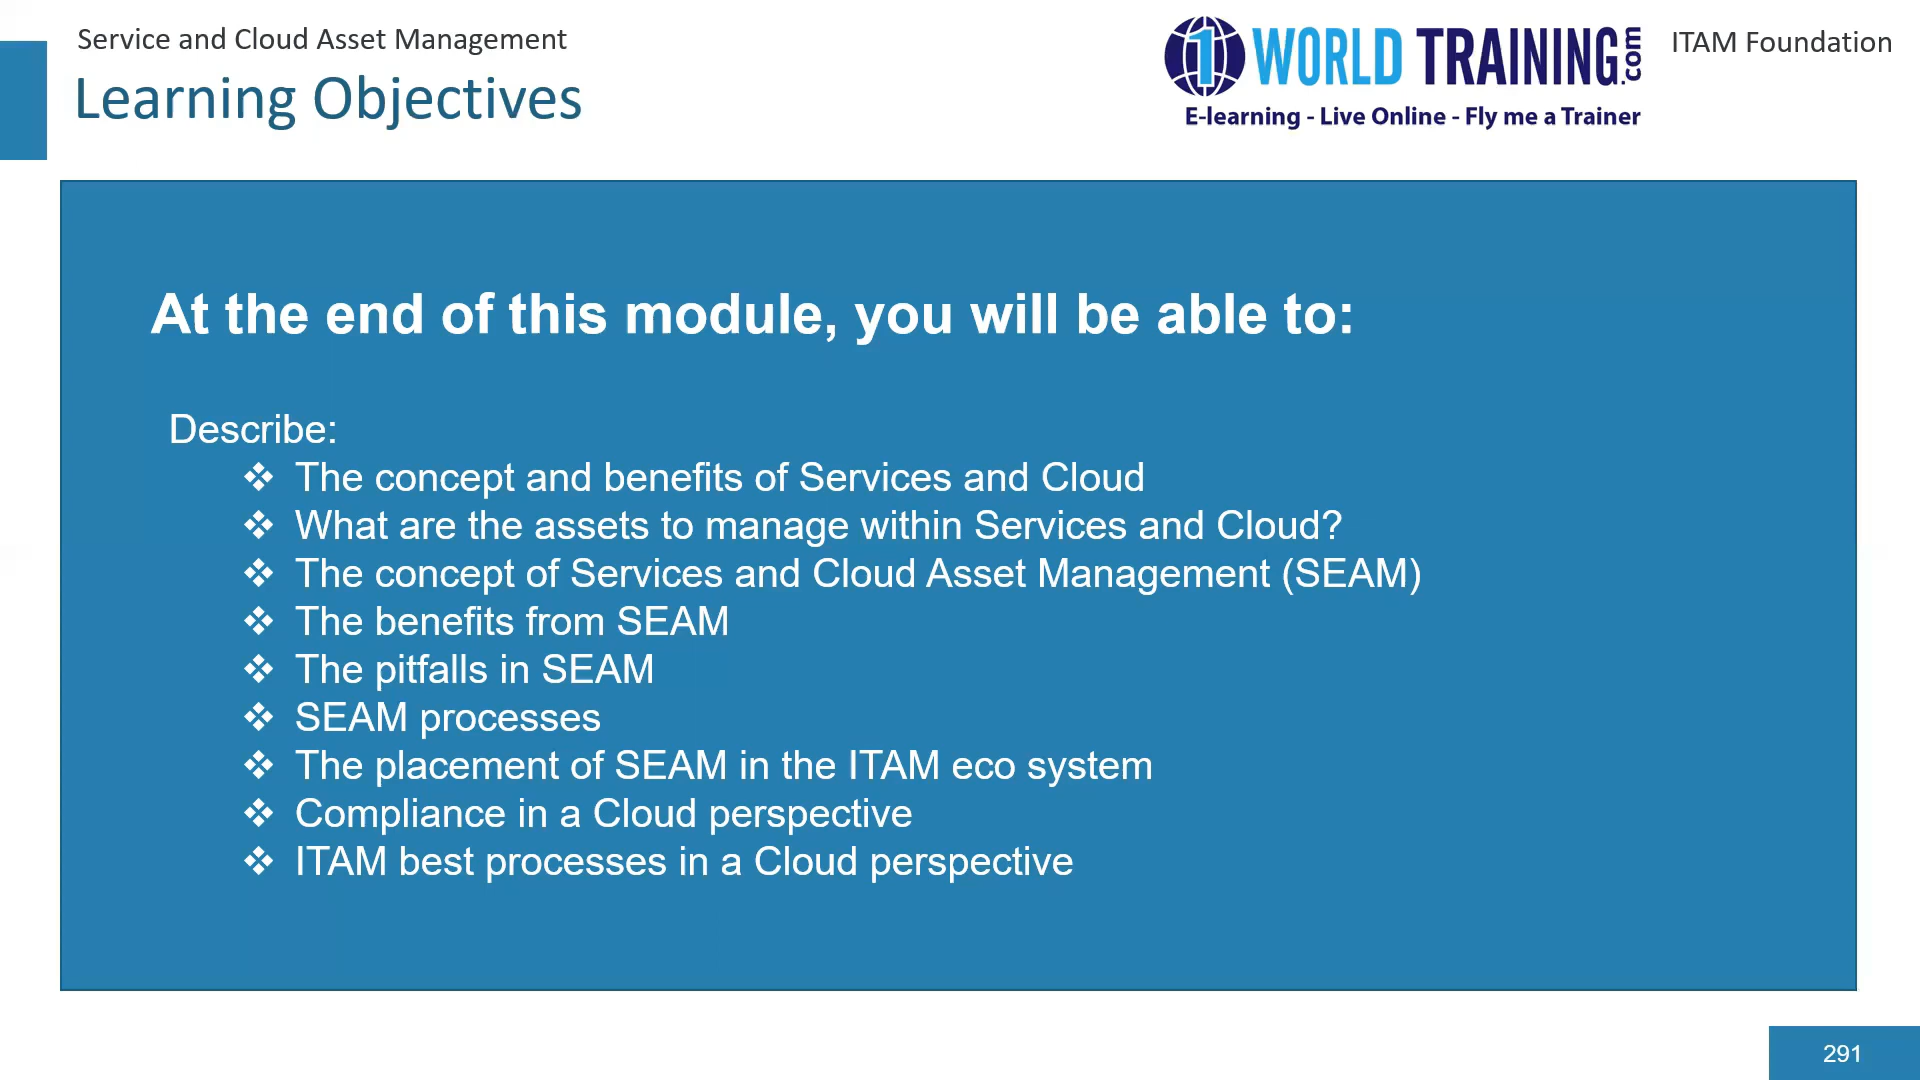 Service and Cloud Asset Management
Learning Objectives
1WORLD TRAINING.com
E-learning - Live Online - Fly me a Trainer
ITAM Foundation
At the end of this module, you will be able to:
Describe:
❖ The concept and benefits of Services and Cloud
❖ What are the assets to manage within Services and Cloud?
❖ The concept of Services and Cloud Asset Management (SEAM)
❖ The benefits from SEAM
❖ The pitfalls in SEAM
❖ SEAM processes
❖ The placement of SEAM in the ITAM eco system
❖ Compliance in a Cloud perspective
❖ ITAM best processes in a Cloud perspective
291